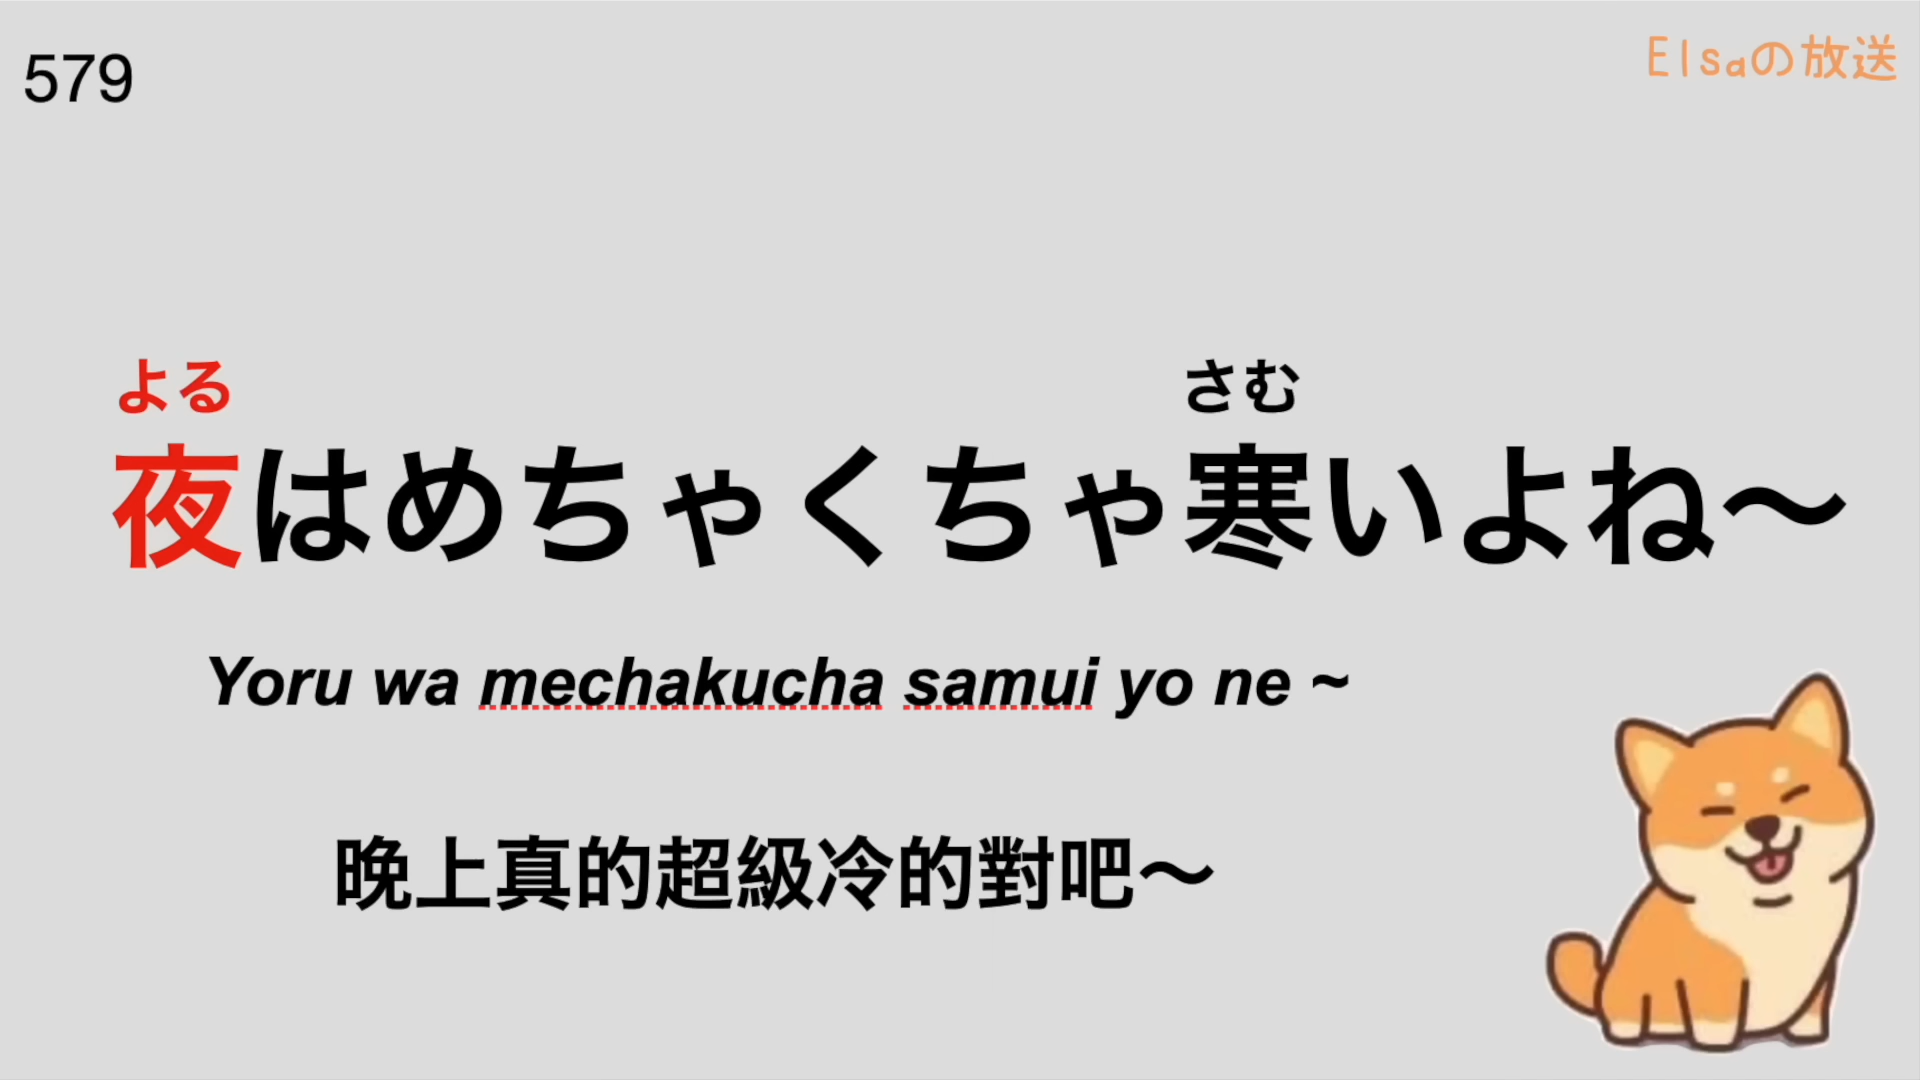 579
Elsaの放送
よる さむ
夜はめちゃくちゃ寒いよね〜
Yoru wa mechakucha samui yo ne ~
晚上真的超級冷的對吧〜